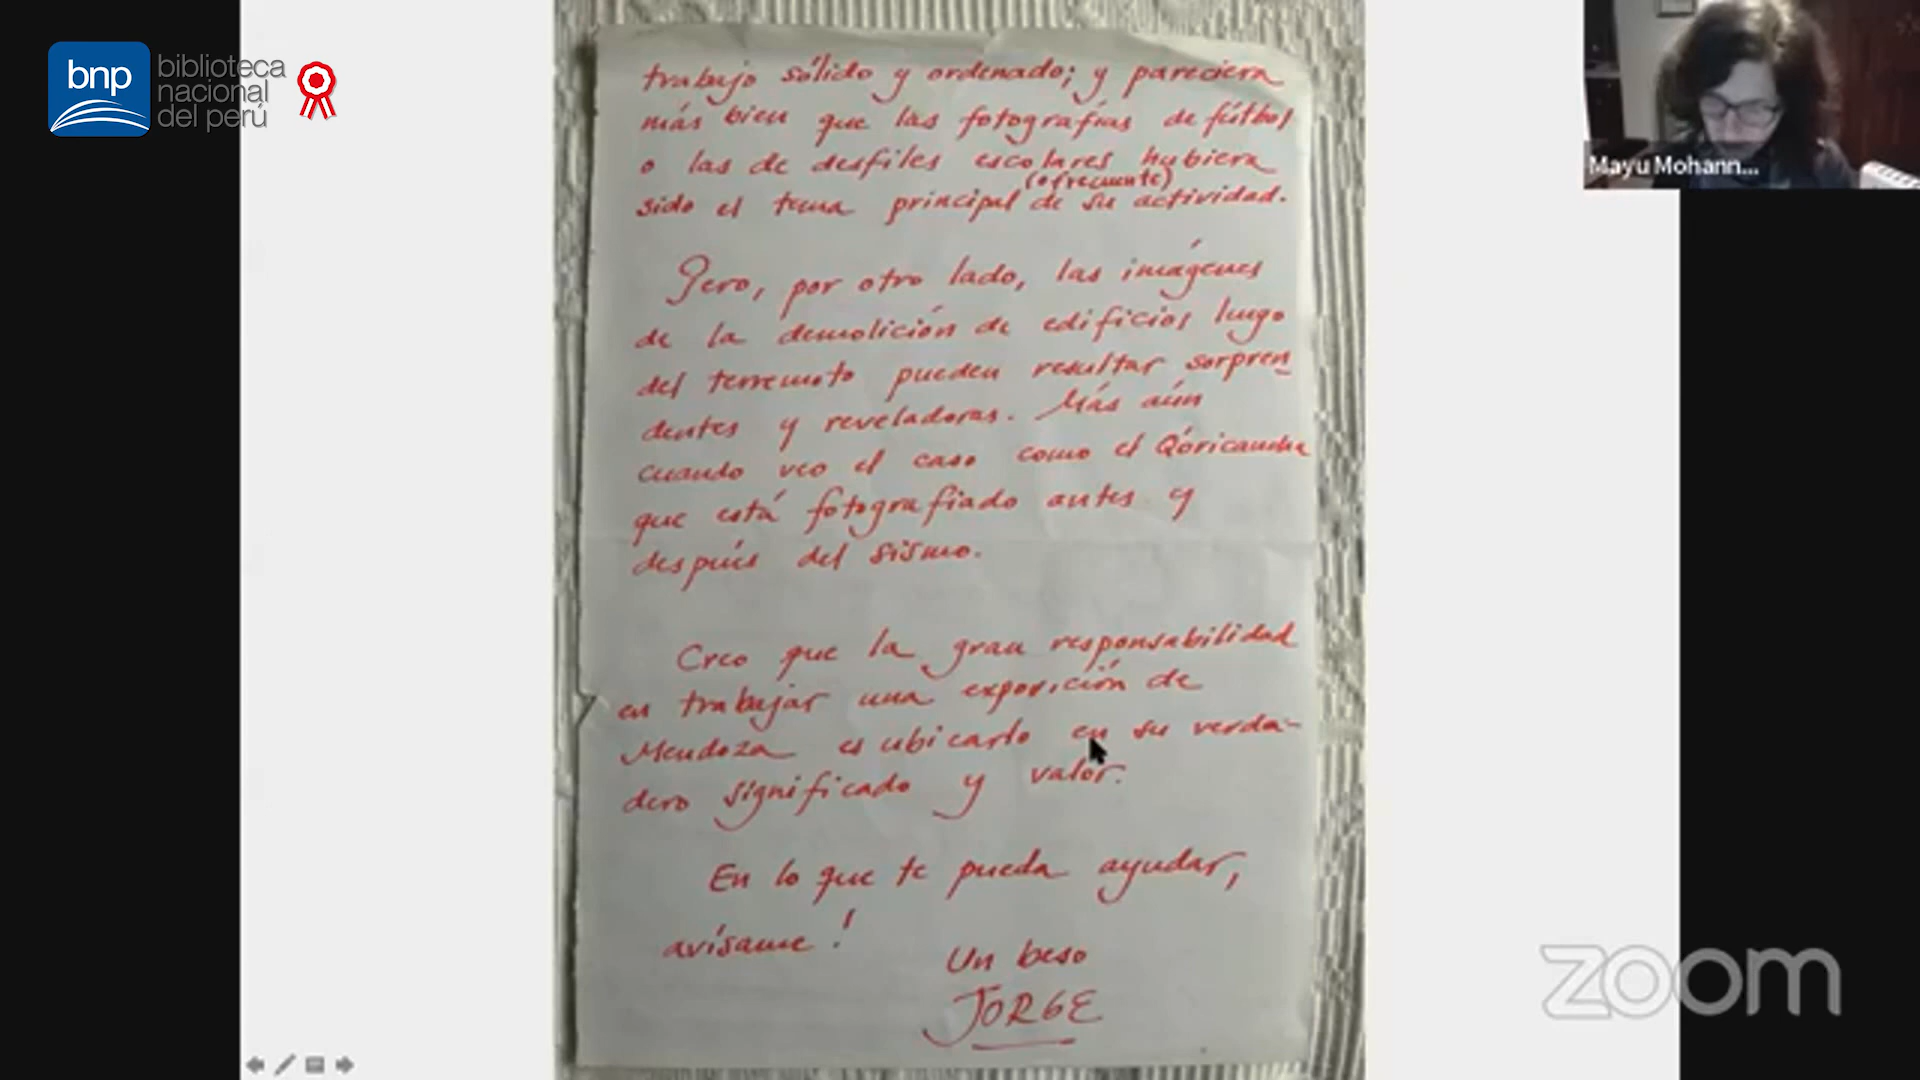 bnp
biblioteca
nacional
del perú
Mayu Mohann...
trabajo sólido y ordenado; y pareciera
más bien que las fotografías de fútbol
o las de desfiles escolares hubiera
(o frecuente)
sido el tema principal de su actividad.
Pero, por otro lado, las imágenes
de la demolición de edificios luego
del terremoto pueden resultar sorpren
dentes y reveladoras. Más aún
cuando veo el caso como el Qóricancha
que está fotografiado antes y
después del sismo.
Creo que la gran responsabilidad
en trabajar una exposición de
Mendoza es ubicarlo en su verda-
dero significado y valor.
En lo que te pueda ayudar,
avísame!
Un beso
JORGE
zoom